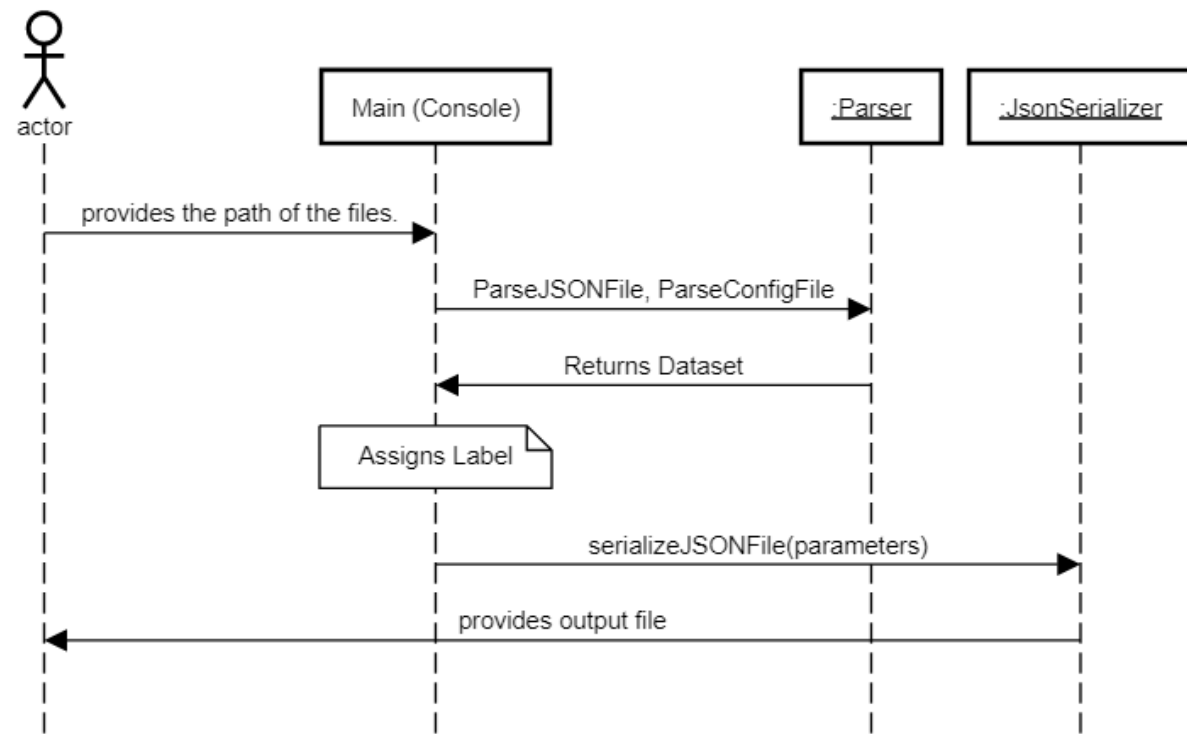 actor
Main (Console)
:Parser
:JsonSerializer
provides the path of the files.
ParseJSONFile, ParseConfigFile
Returns Dataset
Assigns Label
serializeJSONFile(parameters)
provides output file